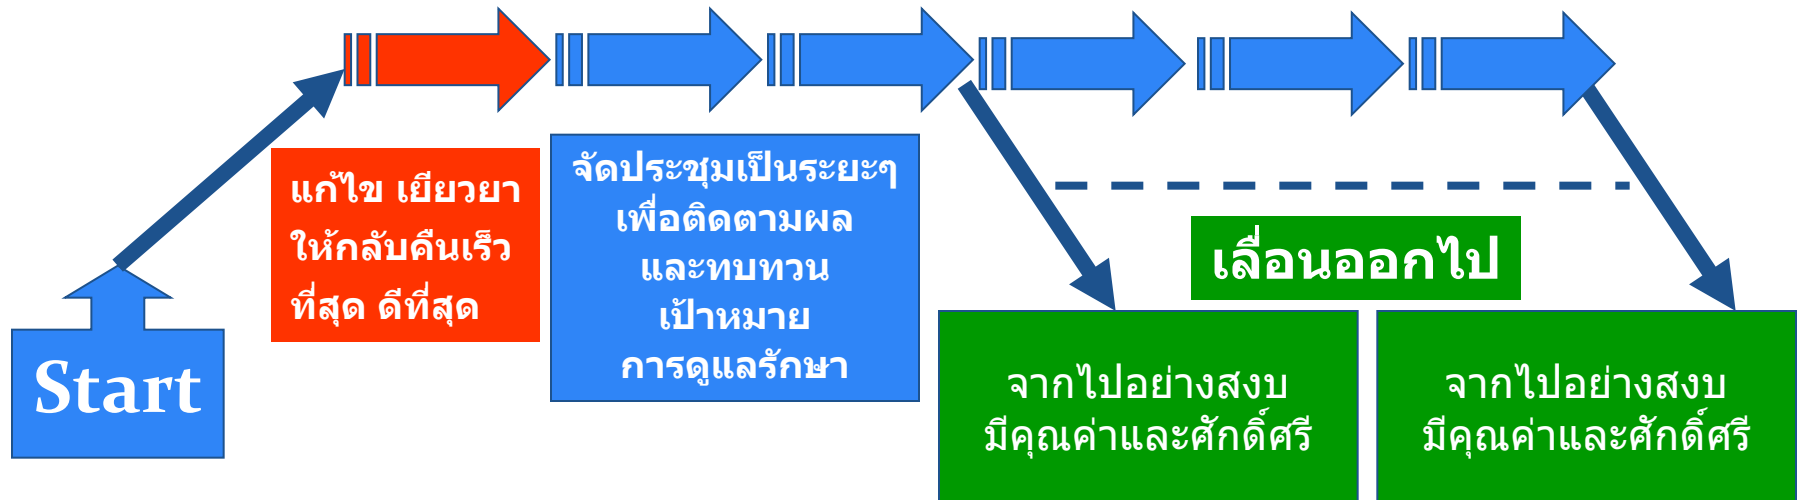 Start
แก้ไข เยียวยา
ให้กลับคืนเร็ว
ที่สุด ดีที่สุด
จัดประชุมเป็นระยะๆ
เพื่อติดตามผล
และทบทวน
เป้าหมาย
การดูแลรักษา
เลื่อนออกไป
จากไปอย่างสงบ
มีคุณค่าและศักดิ์ศรี
จากไปอย่างสงบ
มีคุณค่าและศักดิ์ศรี